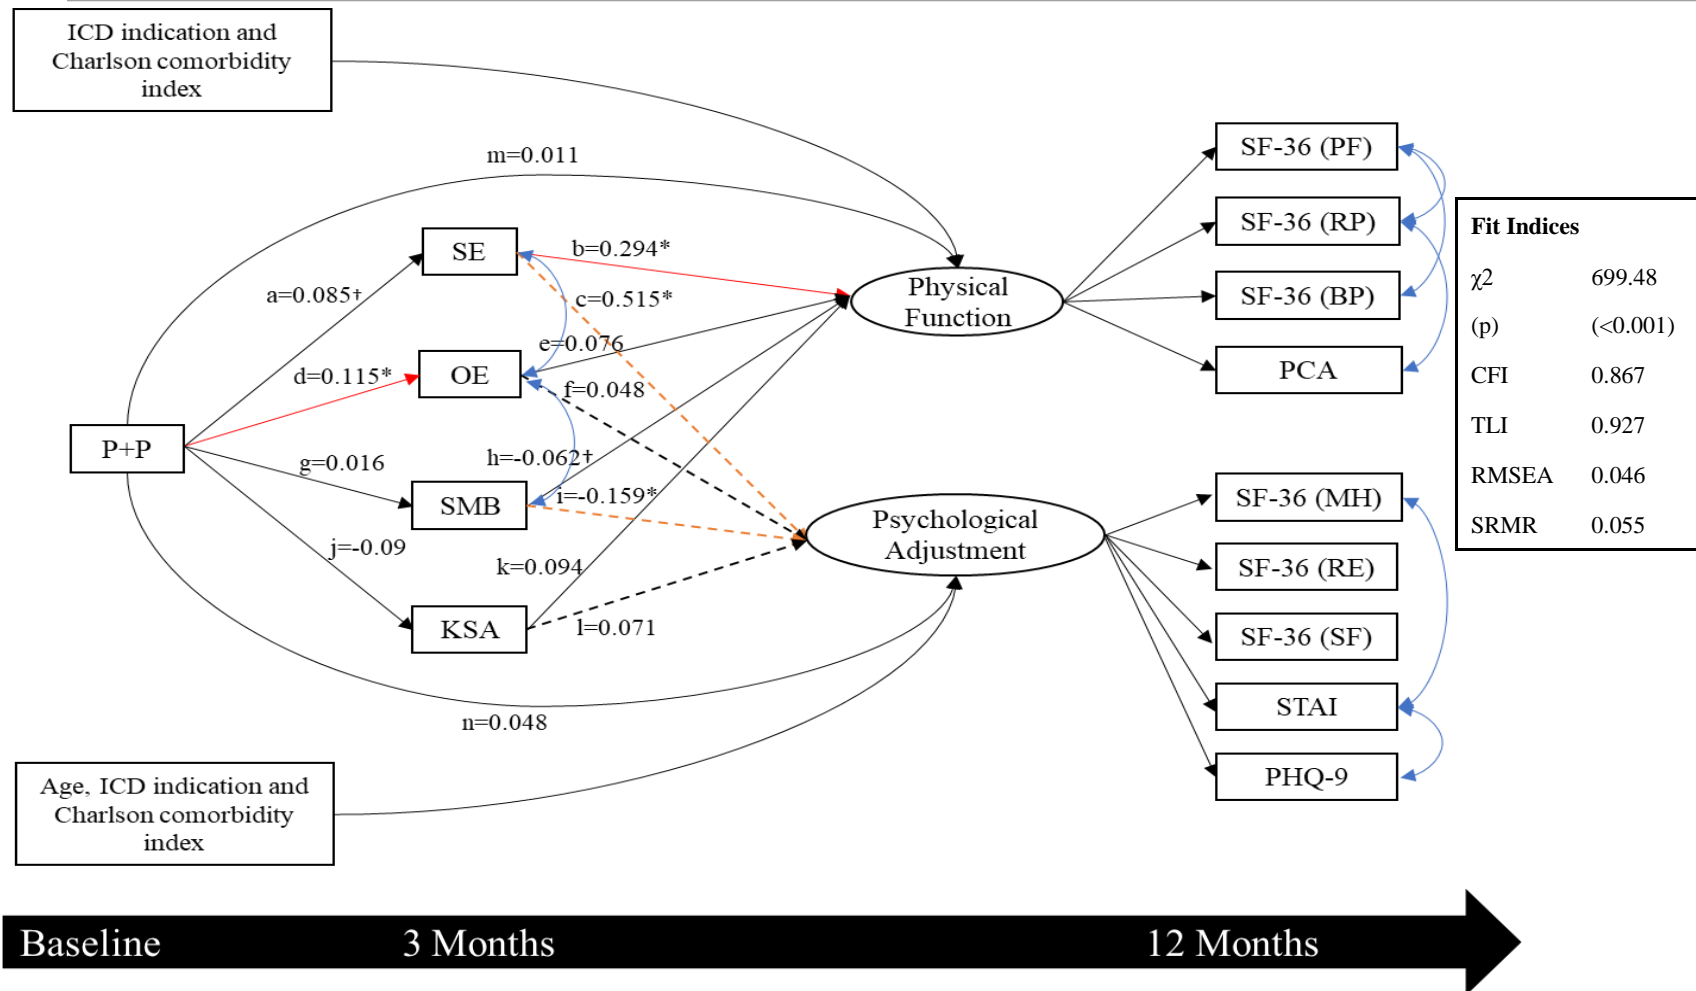 ICD indication and
Charlson comorbidity
index
m=0.011
SE
a=0.085†
b=0.294*
c=0.515*
d=0.115*
OE
e=0.076
f=0.048
P+P
g=0.016
SMB
h=-0.062†
i=-0.159*
j=-0.09
KSA
k=0.094
l=0.071
n=0.048
Age, ICD indication and
Charlson comorbidity
index
Physical
Function
Psychological
Adjustment
SF-36 (PF)
SF-36 (RP)
SF-36 (BP)
PCA
SF-36 (MH)
SF-36 (RE)
SF-36 (SF)
STAI
PHQ-9
Fit Indices
χ2 699.48
(p) (<0.001)
CFI 0.867
TLI 0.927
RMSEA 0.046
SRMR 0.055
Baseline 3 Months 12 Months